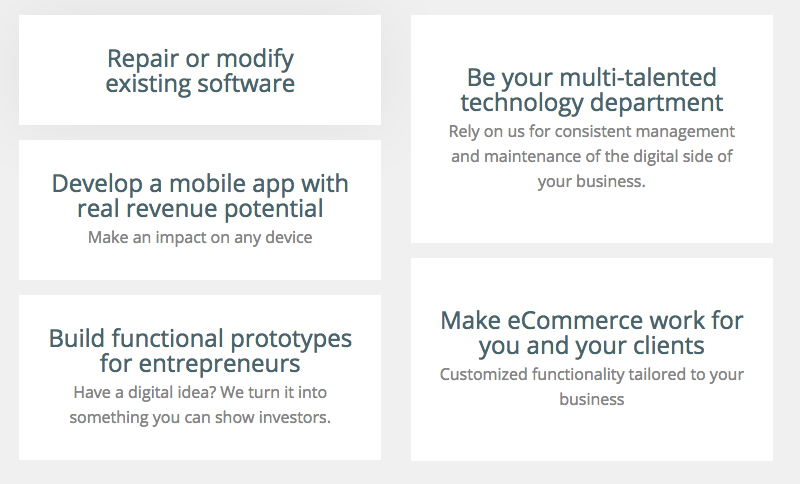 Repair or modify
existing software
Develop a mobile app with
real revenue potential
Make an impact on any device
Build functional prototypes
for entrepreneurs
Have a digital idea? We turn it into
something you can show investors.
Be your multi-talented
technology department
Rely on us for consistent management
and maintenance of the digital side of
your business.
Make eCommerce work for
you and your clients
Customized functionality tailored to your
business